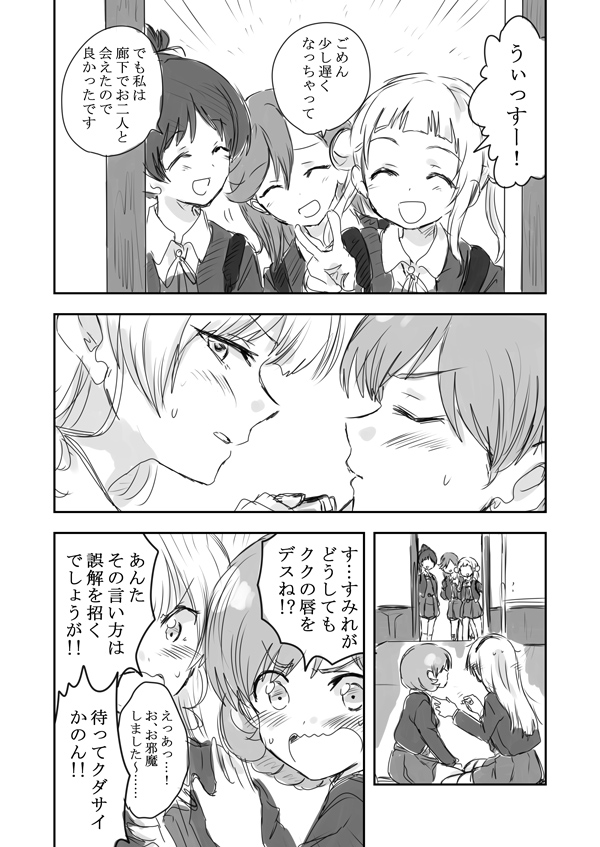 うぃっすー！
ごめん
少し遅く
なっちゃって
でも私は
廊下でお二人と
会えたので
良かったです
す…すみれが
どうしても
ククの唇を
デスね!?
あんた
その言い方は
誤解を招く
でしょうが!!
えっあっ…！
お、お邪魔
しました〜……
待ってクダサイ
かのん!!